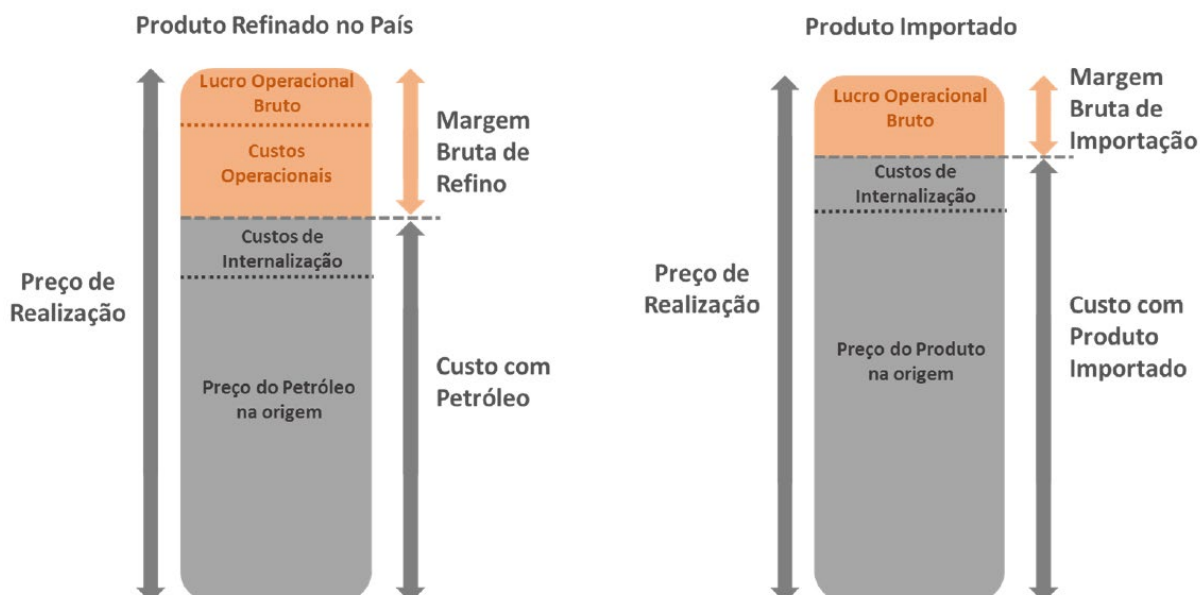 Produto Refinado no País
Lucro Operacional
Bruto
Custos
Operacionais
Margem
Bruta de
Refino
Custos de
Internalização
Preço de
Realização
Preço do Petróleo
na origem
Custo com
Petróleo
Produto Importado
Lucro Operacional
Bruto
Margem
Bruta de
Importação
Custos de
Internalização
Preço de
Realização
Preço do Produto
na origem
Custo com
Produto
Importado